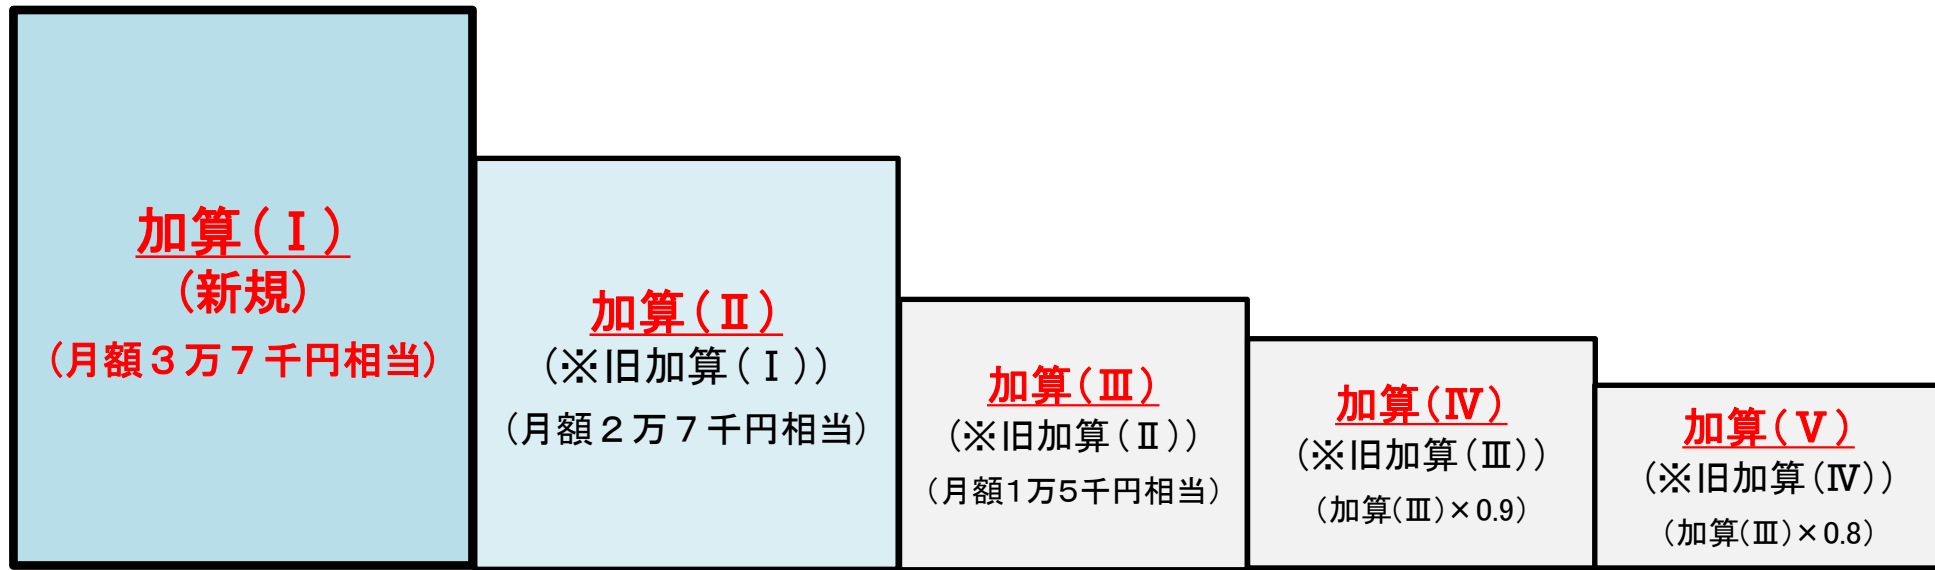 加算(Ⅰ)
(新規)
(月額３万７千円相当)
加算(Ⅱ)
(※旧加算(Ⅰ))
(月額２万７千円相当)
加算(Ⅲ)
(※旧加算(Ⅱ))
(月額1万5千円相当)
加算(Ⅳ)
(※旧加算(Ⅲ))
(加算(Ⅲ)×0.9)
加算(Ⅴ)
(※旧加算(Ⅳ))
(加算(Ⅲ)×0.8)